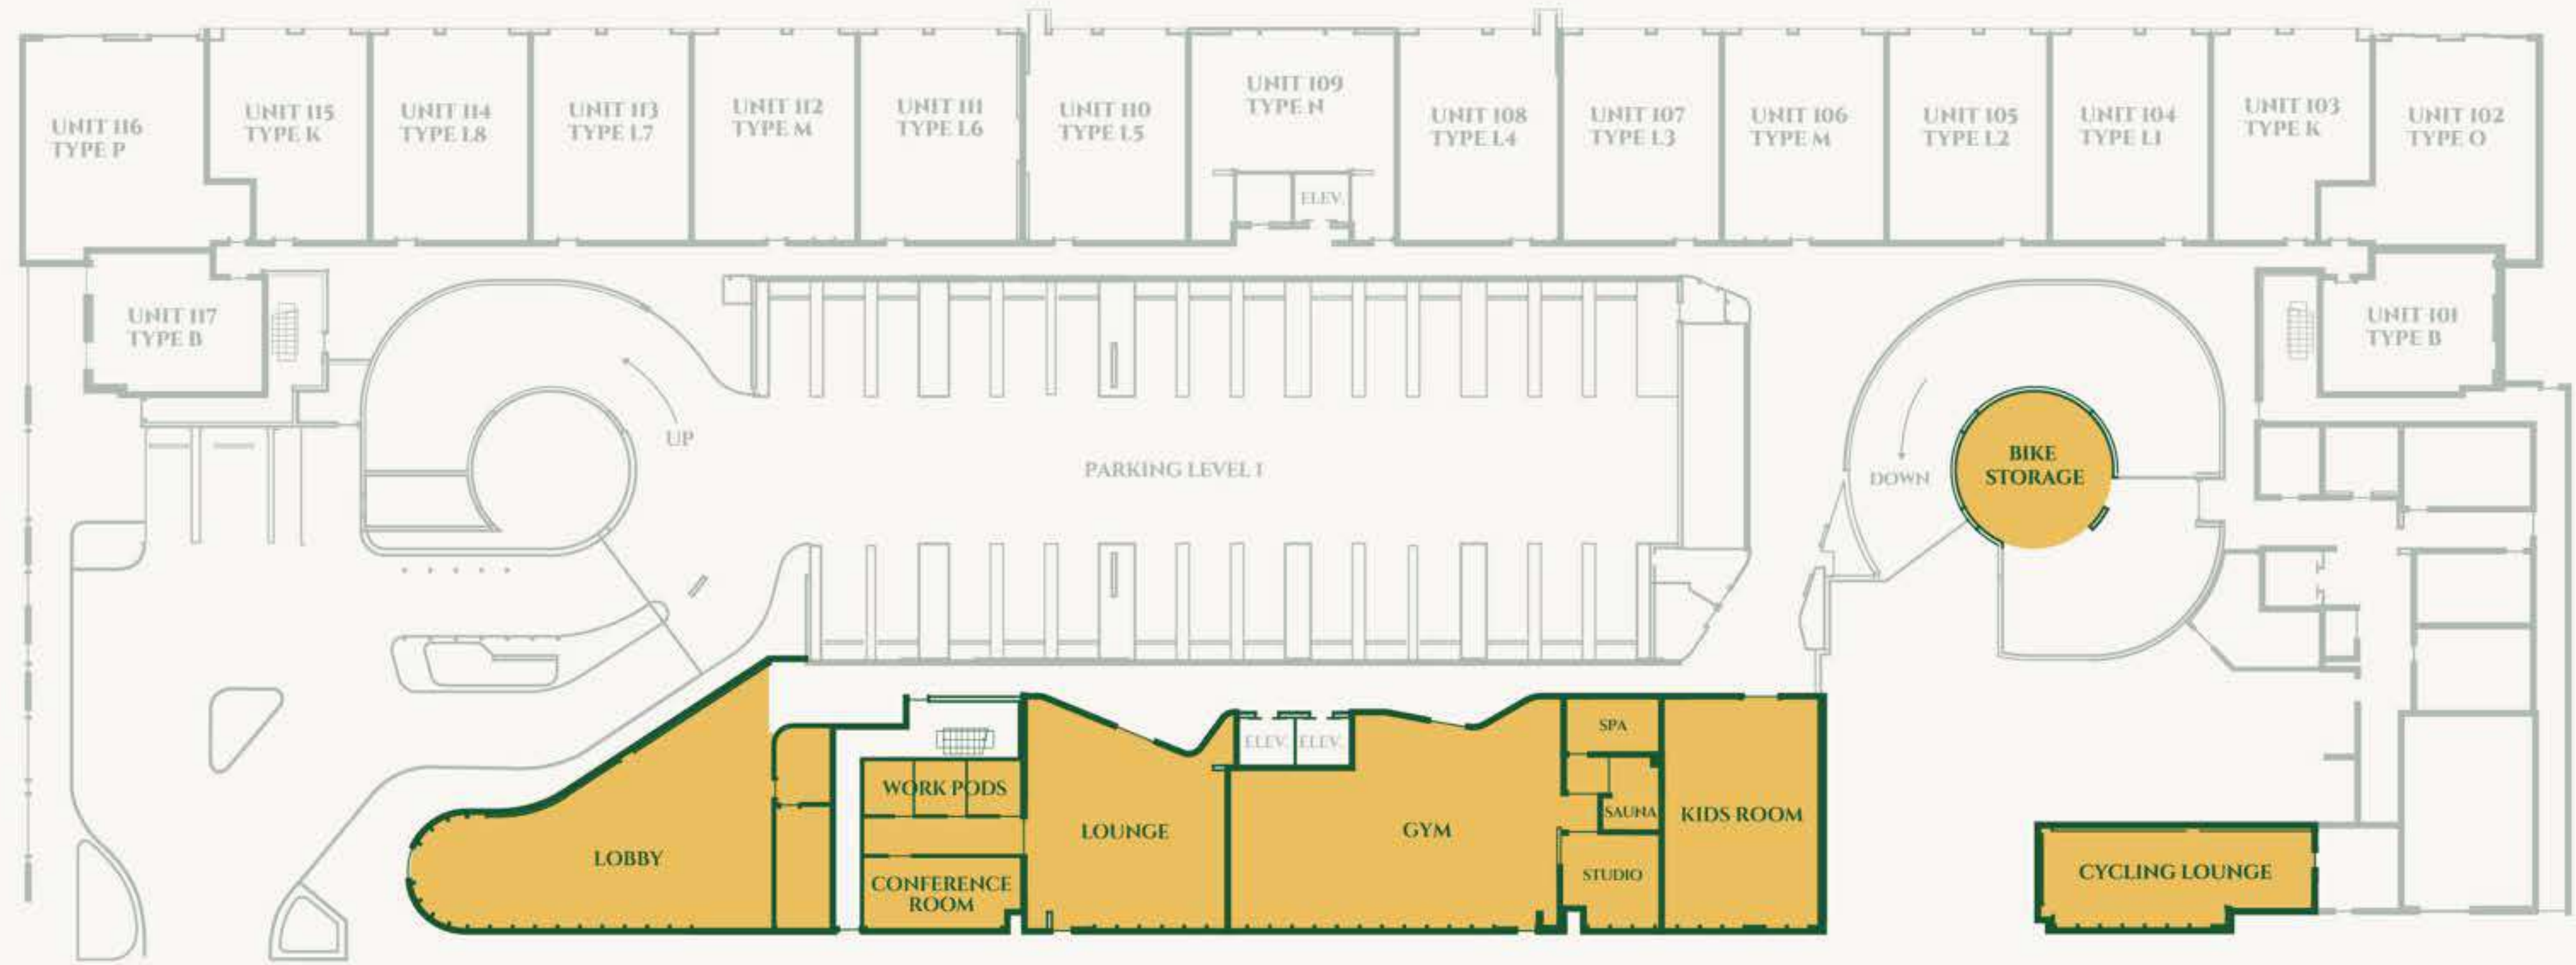 UNIT 116
TYPE P
UNIT 115
TYPE K
UNIT 114
TYPE L8
UNIT 113
TYPE L7
UNIT 112
TYPE M
UNIT 111
TYPE L6
UNIT 110
TYPE L5
UNIT 109
TYPE N
ELEV.
UNIT 108
TYPE L4
UNIT 107
TYPE L3
UNIT 106
TYPE M
UNIT 105
TYPE L2
UNIT 104
TYPE L1
UNIT 103
TYPE K
UNIT 102
TYPE O
UNIT 117
TYPE B
UNIT 101
TYPE B
UP
PARKING LEVEL 1
DOWN
BIKE
STORAGE
LOBBY
WORK PODS
CONFERENCE
ROOM
LOUNGE
ELEV.
ELEV.
GYM
SPA
SAUNA
STUDIO
KIDS ROOM
CYCLING LOUNGE